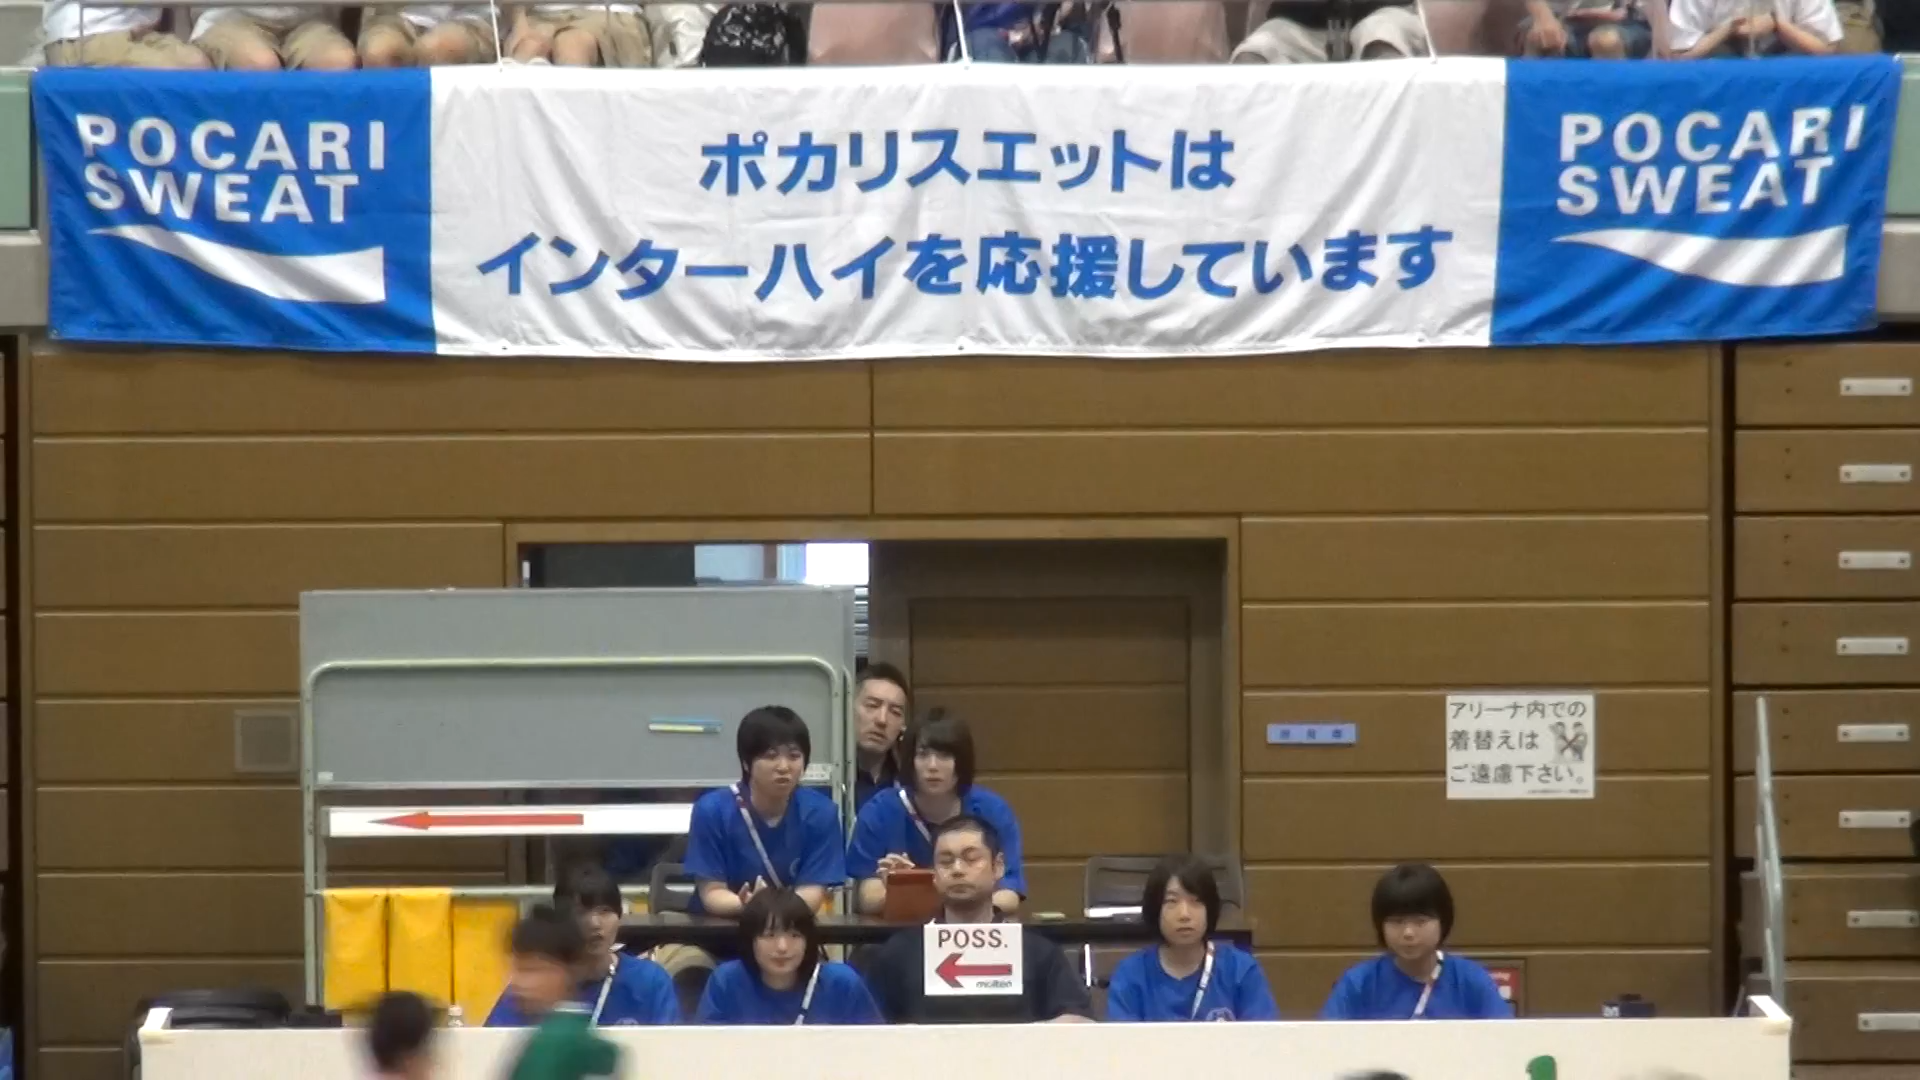 POCARI
SWEAT
ポカリスエットは
インターハイを応援しています
POCARI
SWEAT
アリーナ内での
着替えは
ご遠慮下さい。
POSS.
molten